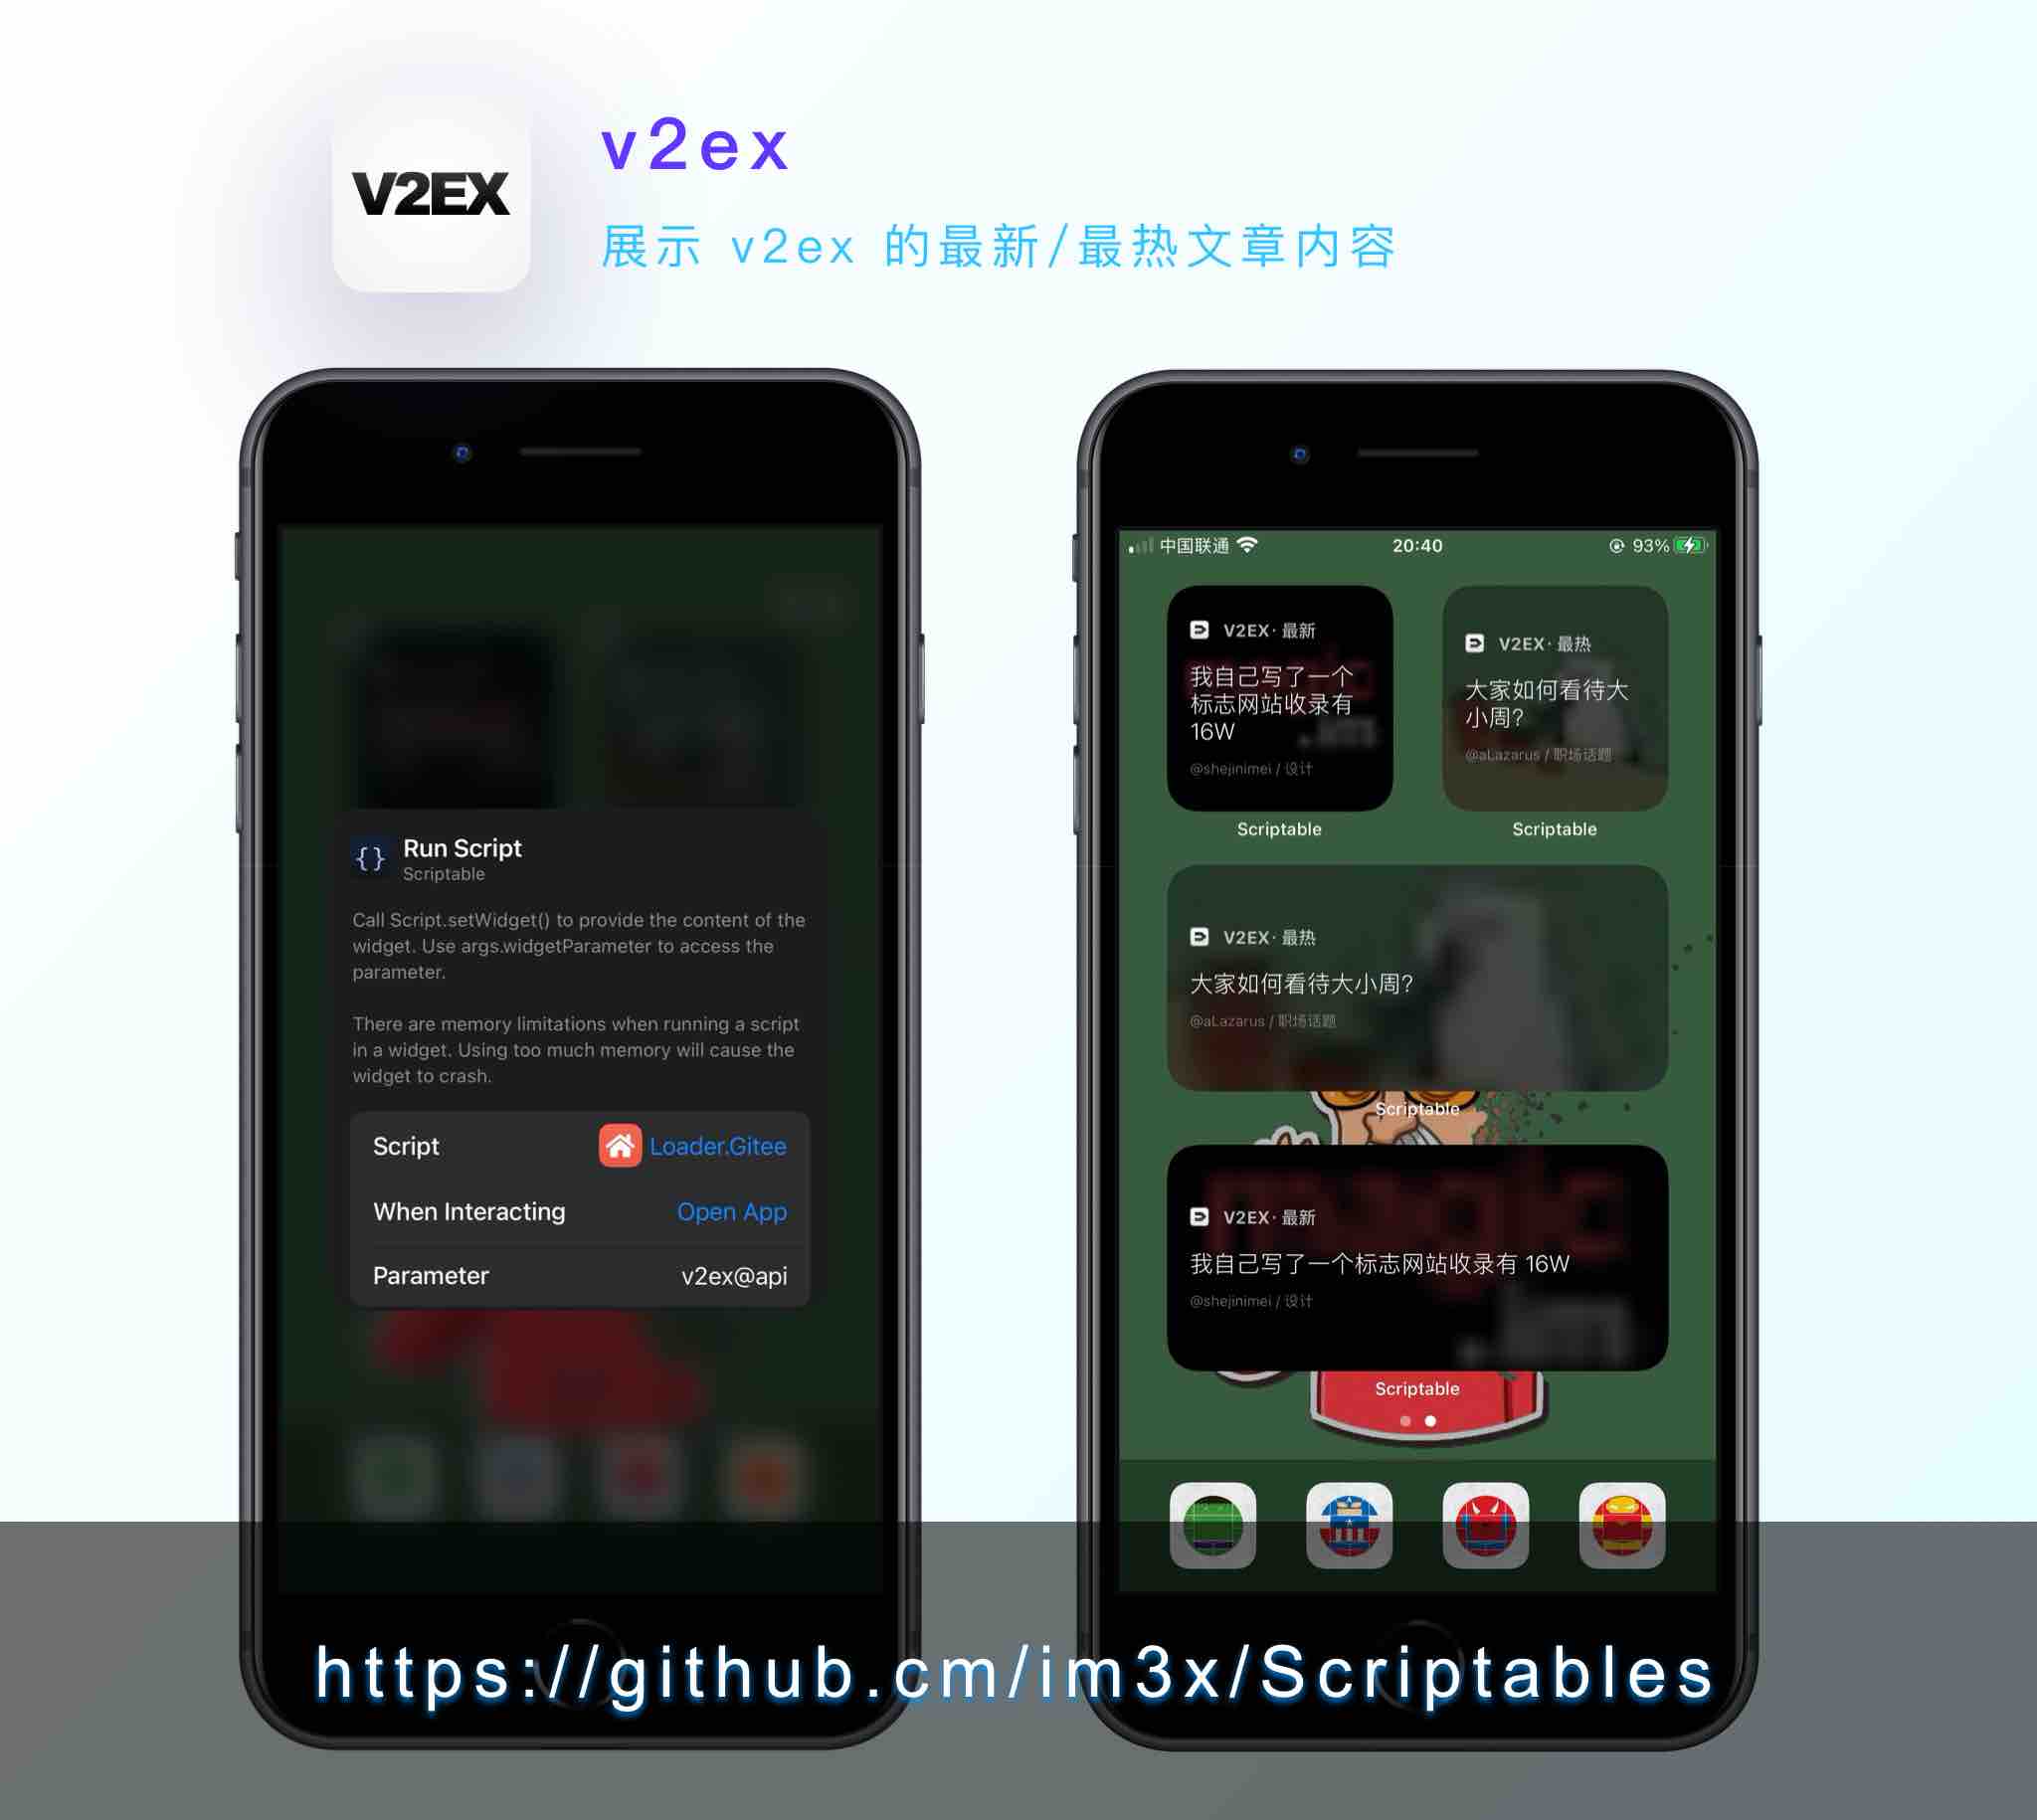 V2EX
v2ex
展示 v2ex 的最新/最热文章内容
Run Script
Scriptable
Call Script.setWidget() to provide the content of the
widget. Use args.widgetParameter to access the
parameter.
There are memory limitations when running a script
in a widget. Using too much memory will cause the
widget to crash.
Script
Loader.Gitee
When Interacting
Open App
Parameter
v2ex@api
中国联通
20:40
93%
V2EX · 最新
我自己写了一个
标志网站收录有
16W
@shejinimei / 设计
Scriptable
V2EX · 最热
大家如何看待大
小周?
@aLazarus / 职场话题
Scriptable
V2EX · 最热
大家如何看待大小周?
@aLazarus / 职场话题
Scriptable
V2EX · 最新
我自己写了一个标志网站收录有 16W
@shejinimei / 设计
Scriptable
https://github.cm/im3x/Scriptables